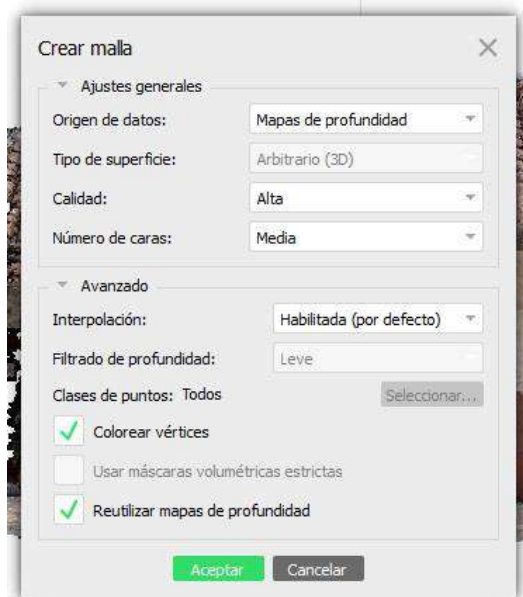 Crear malla
Ajustes generales
Origen de datos: Mapas de profundidad
Tipo de superficie: Arbitrario (3D)
Calidad: Alta
Número de caras: Media
Avanzado
Interpolación: Habilitada (por defecto)
Filtrado de profundidad: Leve
Clases de puntos: Todos Seleccionar...
Colorear vértices
Usar máscaras volumétricas estrictas
Reutilizar mapas de profundidad
Aceptar Cancelar